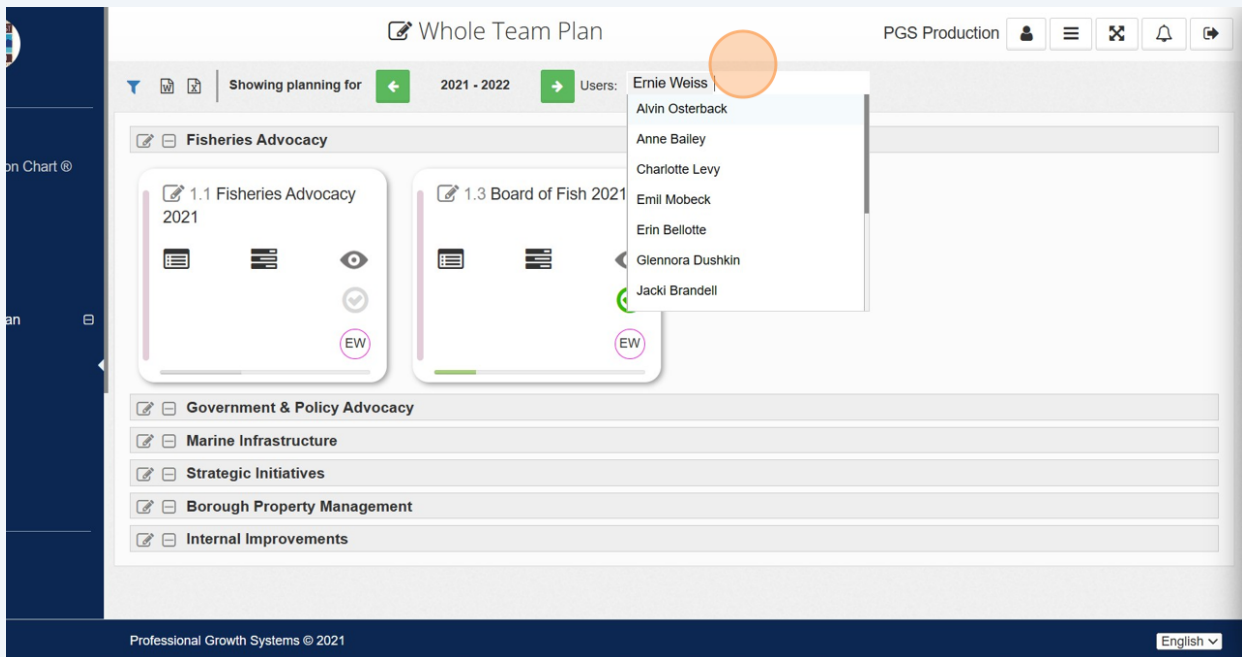 Whole Team Plan
PGS Production
Showing planning for
2021 - 2022
Users:
Ernie Weiss
Alvin Osterback
Anne Bailey
Charlotte Levy
Emil Mobeck
Erin Bellotte
Glennora Dushkin
Jacki Brandell
on Chart ®
an
Fisheries Advocacy
1.1 Fisheries Advocacy
2021
EW
1.3 Board of Fish 2021
EW
Government & Policy Advocacy
Marine Infrastructure
Strategic Initiatives
Borough Property Management
Internal Improvements
Professional Growth Systems © 2021
English